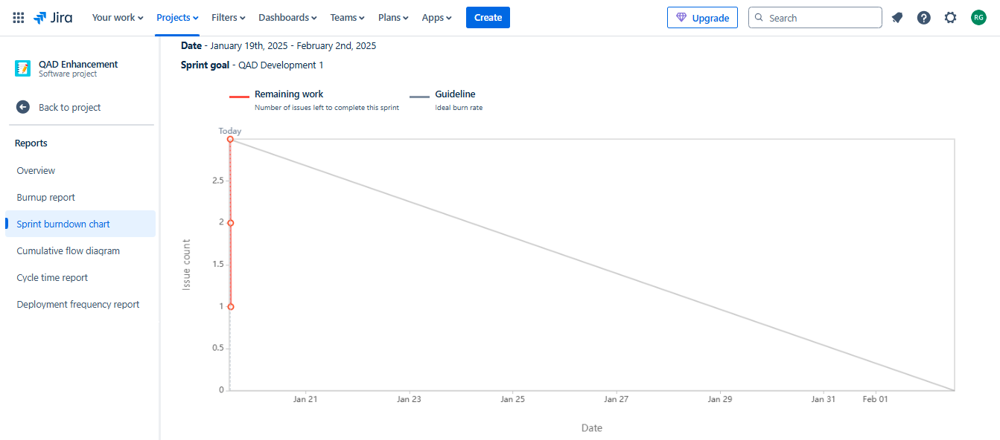 Jira Your work Projects Filters Dashboards Teams Plans Apps Create Upgrade Search RG
QAD Enhancement
Software project
Back to project
Reports
Overview
Burnup report
Sprint burndown chart
Cumulative flow diagram
Cycle time report
Deployment frequency report
Date - January 19th, 2025 - February 2nd, 2025
Sprint goal - QAD Development 1
Remaining work
Number of issues left to complete this sprint
Guideline
Ideal burn rate
Today
2.5
2
1.5
1
0.5
0
Issue count
Jan 21 Jan 23 Jan 25 Jan 27 Jan 29 Jan 31 Feb 01
Date